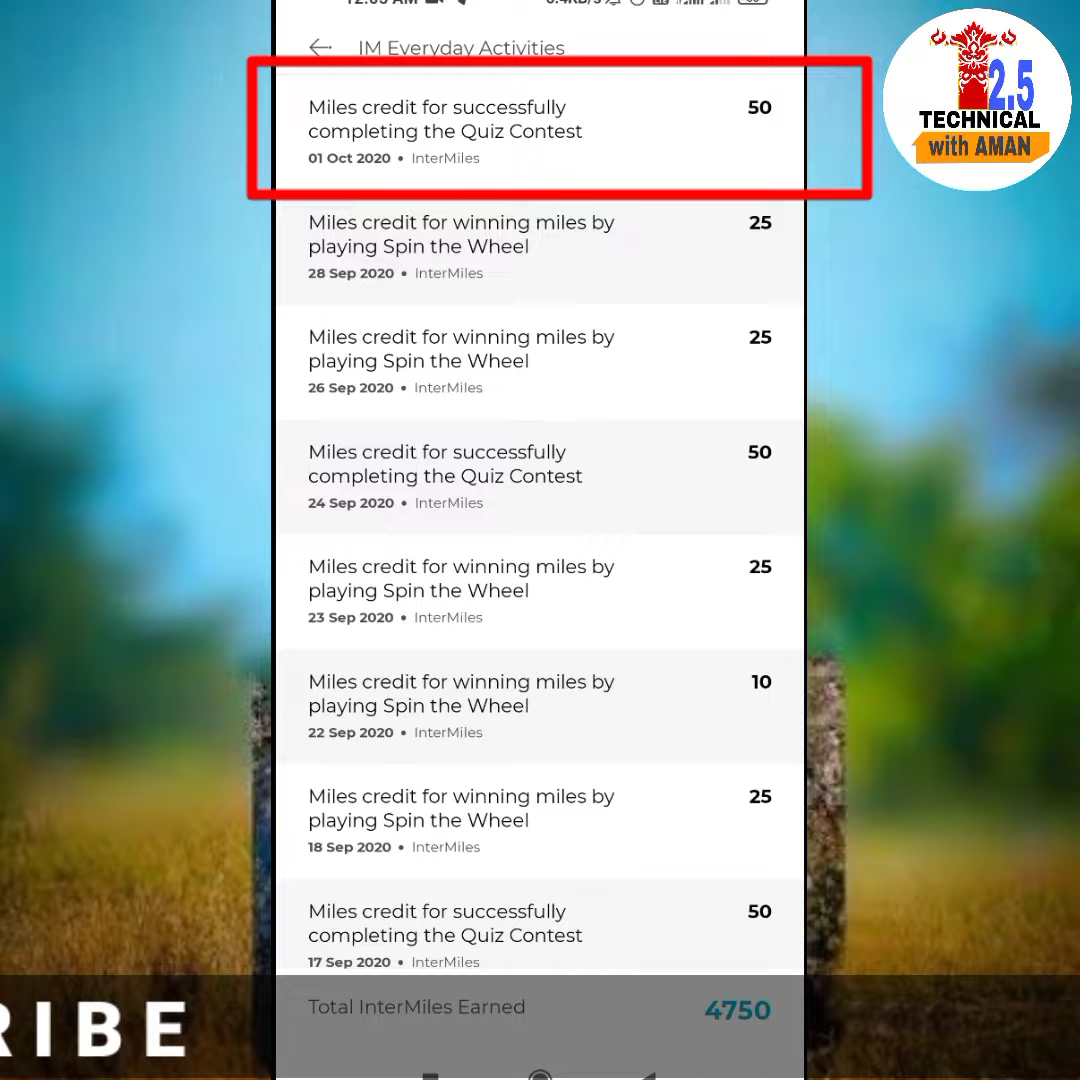 IM Everyday Activities
Miles credit for successfully
completing the Quiz Contest
50
01 Oct 2020 • InterMiles
Miles credit for winning miles by
playing Spin the Wheel
25
28 Sep 2020 • InterMiles
Miles credit for winning miles by
playing Spin the Wheel
25
26 Sep 2020 • InterMiles
Miles credit for successfully
completing the Quiz Contest
50
24 Sep 2020 • InterMiles
Miles credit for winning miles by
playing Spin the Wheel
25
23 Sep 2020 • InterMiles
Miles credit for winning miles by
playing Spin the Wheel
10
22 Sep 2020 • InterMiles
Miles credit for winning miles by
playing Spin the Wheel
25
18 Sep 2020 • InterMiles
Miles credit for successfully
completing the Quiz Contest
50
17 Sep 2020 • InterMiles
Total InterMiles Earned 4750
2.5
TECHNICAL
with AMAN
RIBE